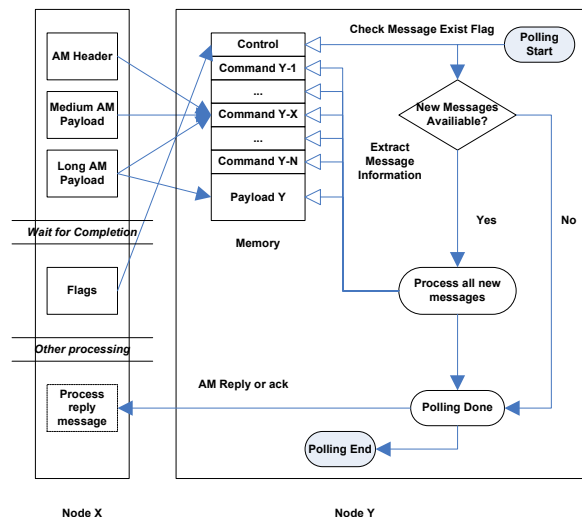 AM Header
Medium AM
Payload
Long AM
Payload
Wait for Completion
Flags
Other processing
Process
reply
message
Node X
Control
Command Y-1
...
Command Y-X
...
Command Y-N
Payload Y
Memory
Check Message Exist Flag
Polling
Start
New Messages
Availiable?
Extract
Message
Information
Yes
No
Process all new
messages
AM Reply or ack
Polling Done
Polling End
Node Y